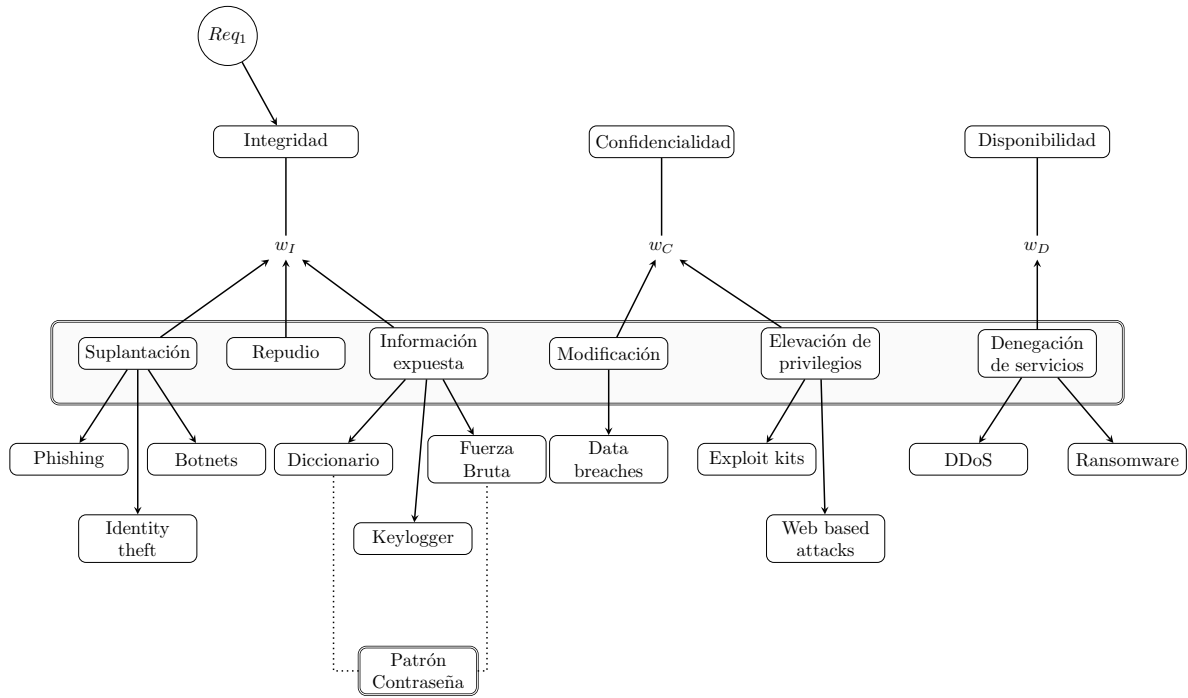 Req1
Integridad
Confidencialidad
Disponibilidad
wI
wC
wD
Suplantación
Repudio
Información
expuesta
Modificación
Elevación de
privilegios
Denegación
de servicios
Phishing
Botnets
Diccionario
Fuerza
Bruta
Data
breaches
Exploit kits
DDoS
Ransomware
Identity
theft
Keylogger
Web based
attacks
Patrón
Contraseña